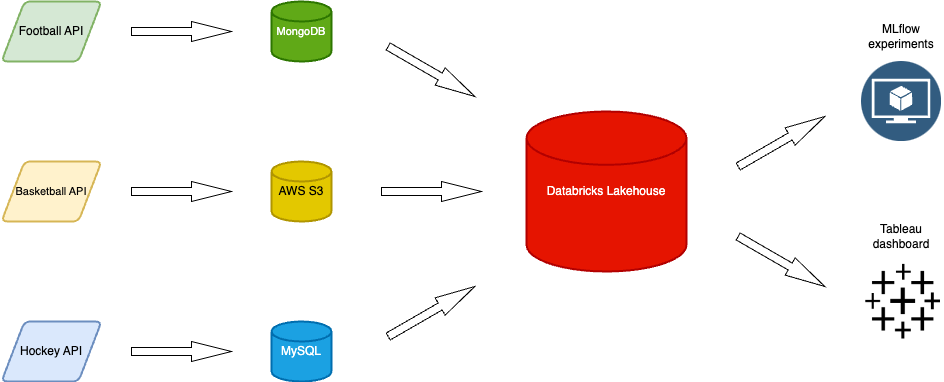 Football API
MongoDB
MLflow
experiments
Basketball API
AWS S3
Databricks Lakehouse
Tableau
dashboard
Hockey API
MySQL